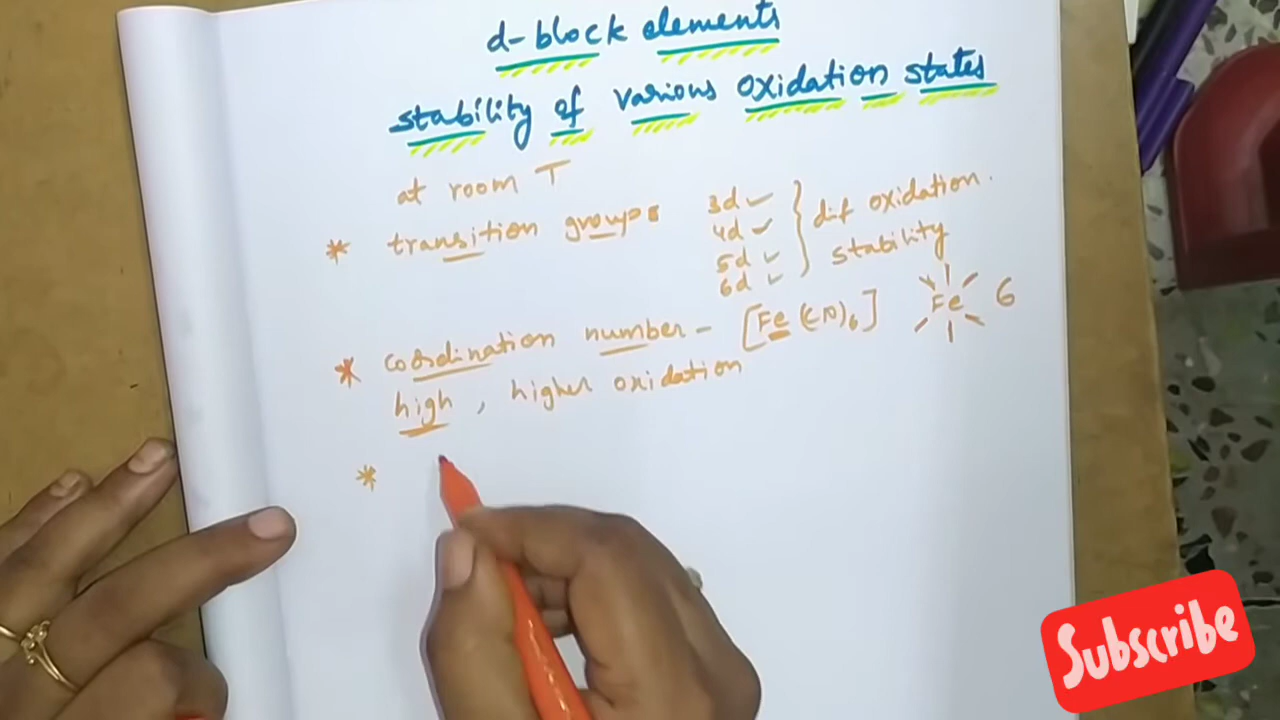 d-block elements
stability of various oxidation states
at room T
* transition groups 3d ✓
4d ✓
5d ✓
6d ✓
dif oxidation.
stability
* coordination number - [Fe(CN)6] Fe 6
high, higher oxidation
*
Subscribe